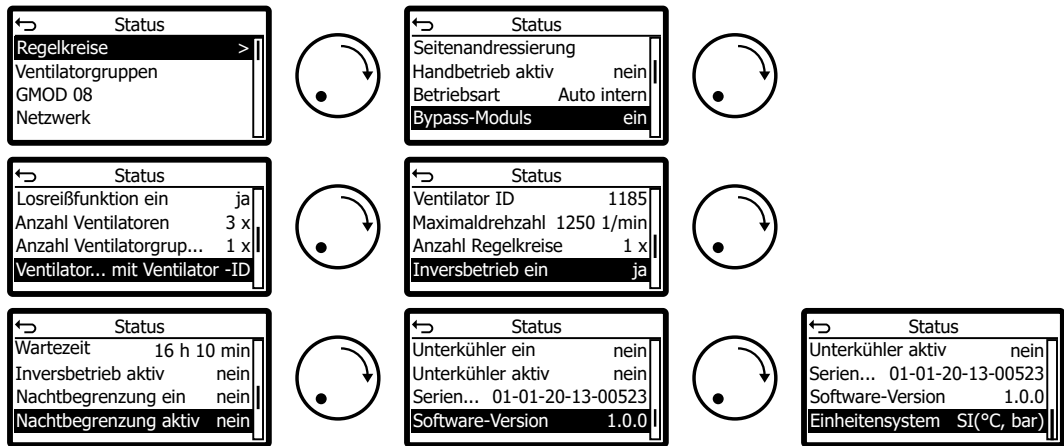 Status
Regelkreise >
Ventilatorgruppen
GMOD 08
Netzwerk
Status
Seitenandressierung
Handbetrieb aktiv nein
Betriebsart Auto intern
Bypass-Moduls ein
Status
Losreißfunktion ein ja
Anzahl Ventilatoren 3 x
Anzahl Ventilatorgrup... 1 x
Ventilator... mit Ventilator -ID
Status
Ventilator ID 1185
Maximaldrehzahl 1250 1/min
Anzahl Regelkreise 1 x
Inversbetrieb ein ja
Status
Wartezeit 16 h 10 min
Inversbetrieb aktiv nein
Nachtbegrenzung ein nein
Nachtbegrenzung aktiv nein
Status
Unterkühler ein nein
Unterkühler aktiv nein
Serien... 01-01-20-13-00523
Software-Version 1.0.0
Status
Unterkühler aktiv nein
Serien... 01-01-20-13-00523
Software-Version 1.0.0
Einheitensystem SI(°C, bar)